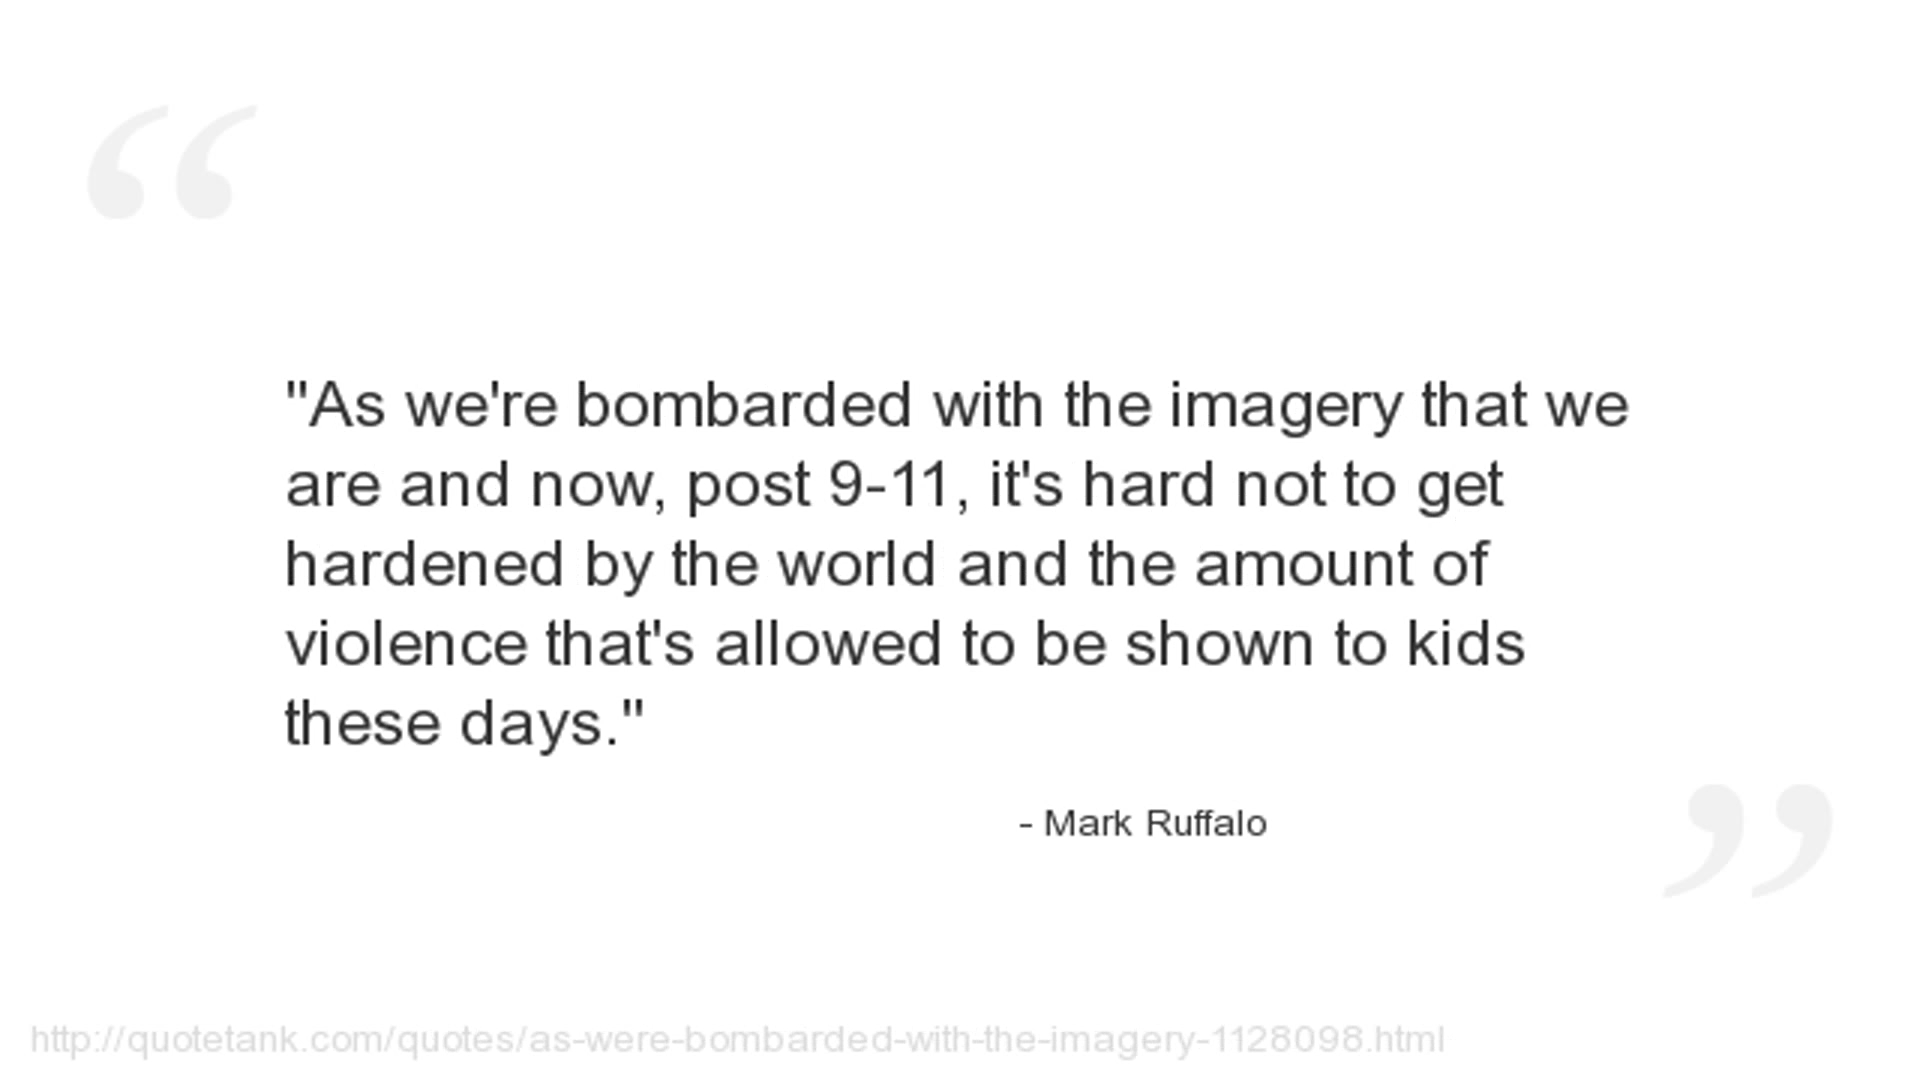 "As we're bombarded with the imagery that we
are and now, post 9-11, it's hard not to get
hardened by the world and the amount of
violence that's allowed to be shown to kids
these days."
- Mark Ruffalo
http://quotetank.com/quotes/as-were-bombarded-with-the-imagery-1128098.html